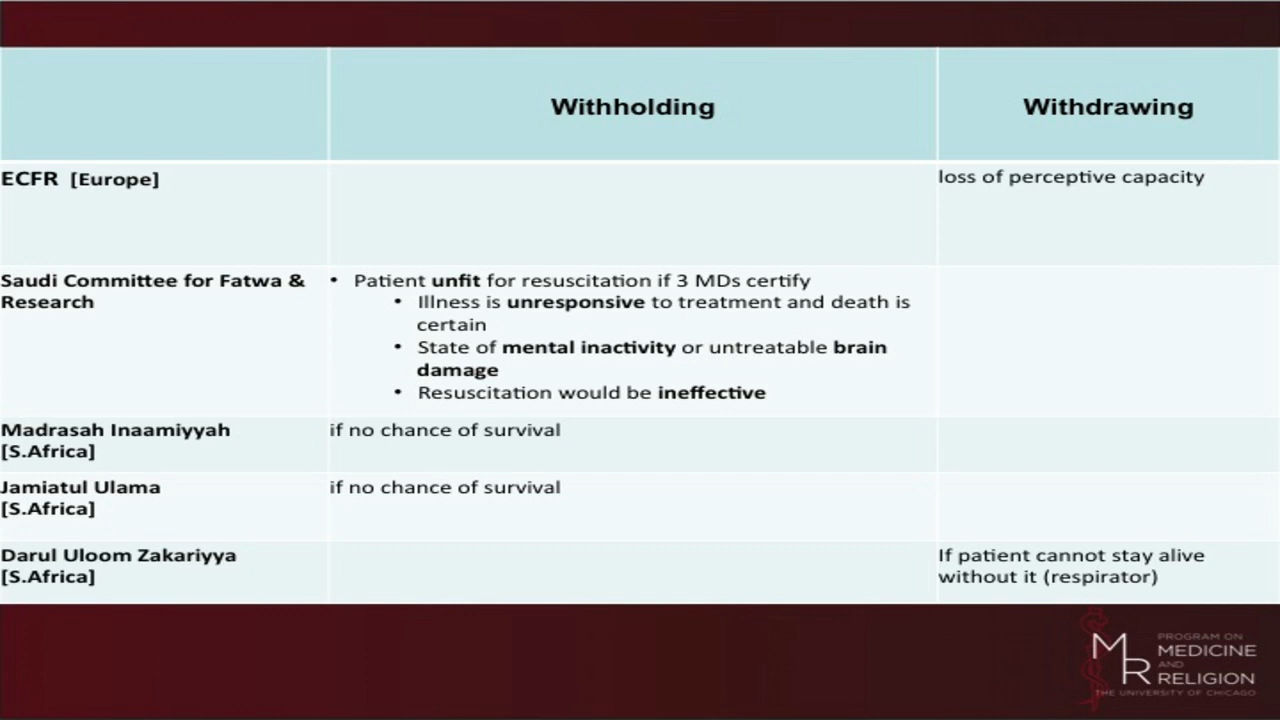 Withholding
Withdrawing
ECFR [Europe]
loss of perceptive capacity
Saudi Committee for Fatwa &
Research
• Patient unfit for resuscitation if 3 MDs certify
• Illness is unresponsive to treatment and death is
certain
• State of mental inactivity or untreatable brain
damage
• Resuscitation would be ineffective
Madrasah Inaamiyyah
[S.Africa]
if no chance of survival
Jamiatul Ulama
[S.Africa]
if no chance of survival
Darul Uloom Zakariyya
[S.Africa]
If patient cannot stay alive
without it (respirator)
MR
PROGRAM ON
MEDICINE
AND
RELIGION
THE UNIVERSITY OF CHICAGO